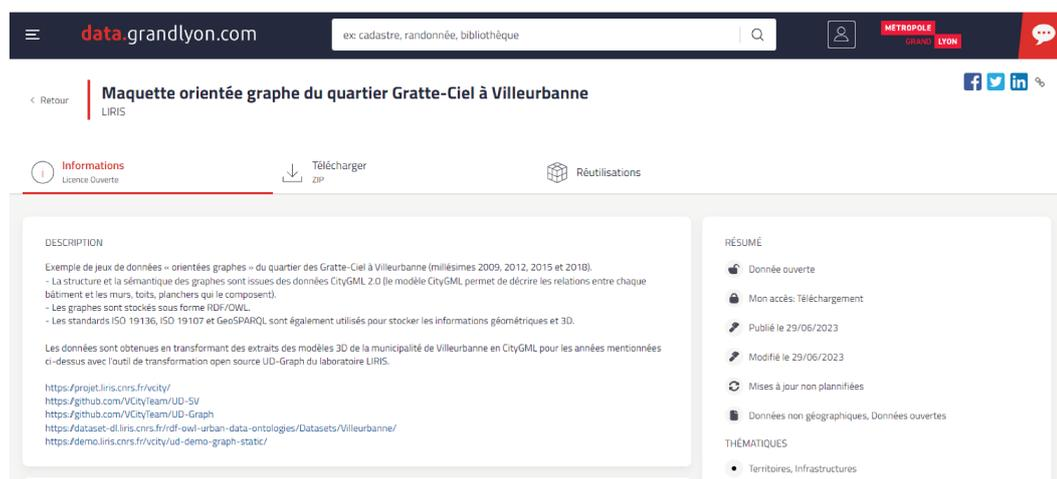 data.grandlyon.com
ex: cadastre, randonnée, bibliothèque
MÉTROPOLE
GRAND LYON
Retour
Maquette orientée graphe du quartier Gratte-Ciel à Villeurbanne
LIRIS
Informations
Licence Ouverte
Télécharger
ZIP
Réutilisations
DESCRIPTION
Exemple de jeux de données « orientées graphes » du quartier des Gratte-Ciel à Villeurbanne (millésimes 2009, 2012, 2015 et 2018).
- La structure et la sémantique des graphes sont issues des données CityGML 2.0 (le modèle CityGML permet de décrire les relations entre chaque
bâtiment et les murs, toits, planchers qui le composent).
- Les graphes sont stockés sous forme RDF/OWL.
- Les standards ISO 19136, ISO 19107 et GeoSPARQL sont également utilisés pour stocker les informations géométriques et 3D.
Les données sont obtenues en transformant des extraits des modèles 3D de la municipalité de Villeurbanne en CityGML pour les années mentionnées
ci-dessus avec l'outil de transformation open source UD-Graph du laboratoire LIRIS.
https://projet.liris.cnrs.fr/vcity/
https://github.com/VCityTeam/UD-SV
https://github.com/VCityTeam/UD-Graph
https://dataset-dl.liris.cnrs.fr/rdf-owl-urban-data-ontologies/Datasets/Villeurbanne/
https://demo.liris.cnrs.fr/vcity/ud-demo-graph-static/
RÉSUMÉ
Donnée ouverte
Mon accès: Téléchargement
Publié le 29/06/2023
Modifié le 29/06/2023
Mises à jour non plannifiées
Données non géographiques, Données ouvertes
THÉMATIQUES
Territoires, Infrastructures